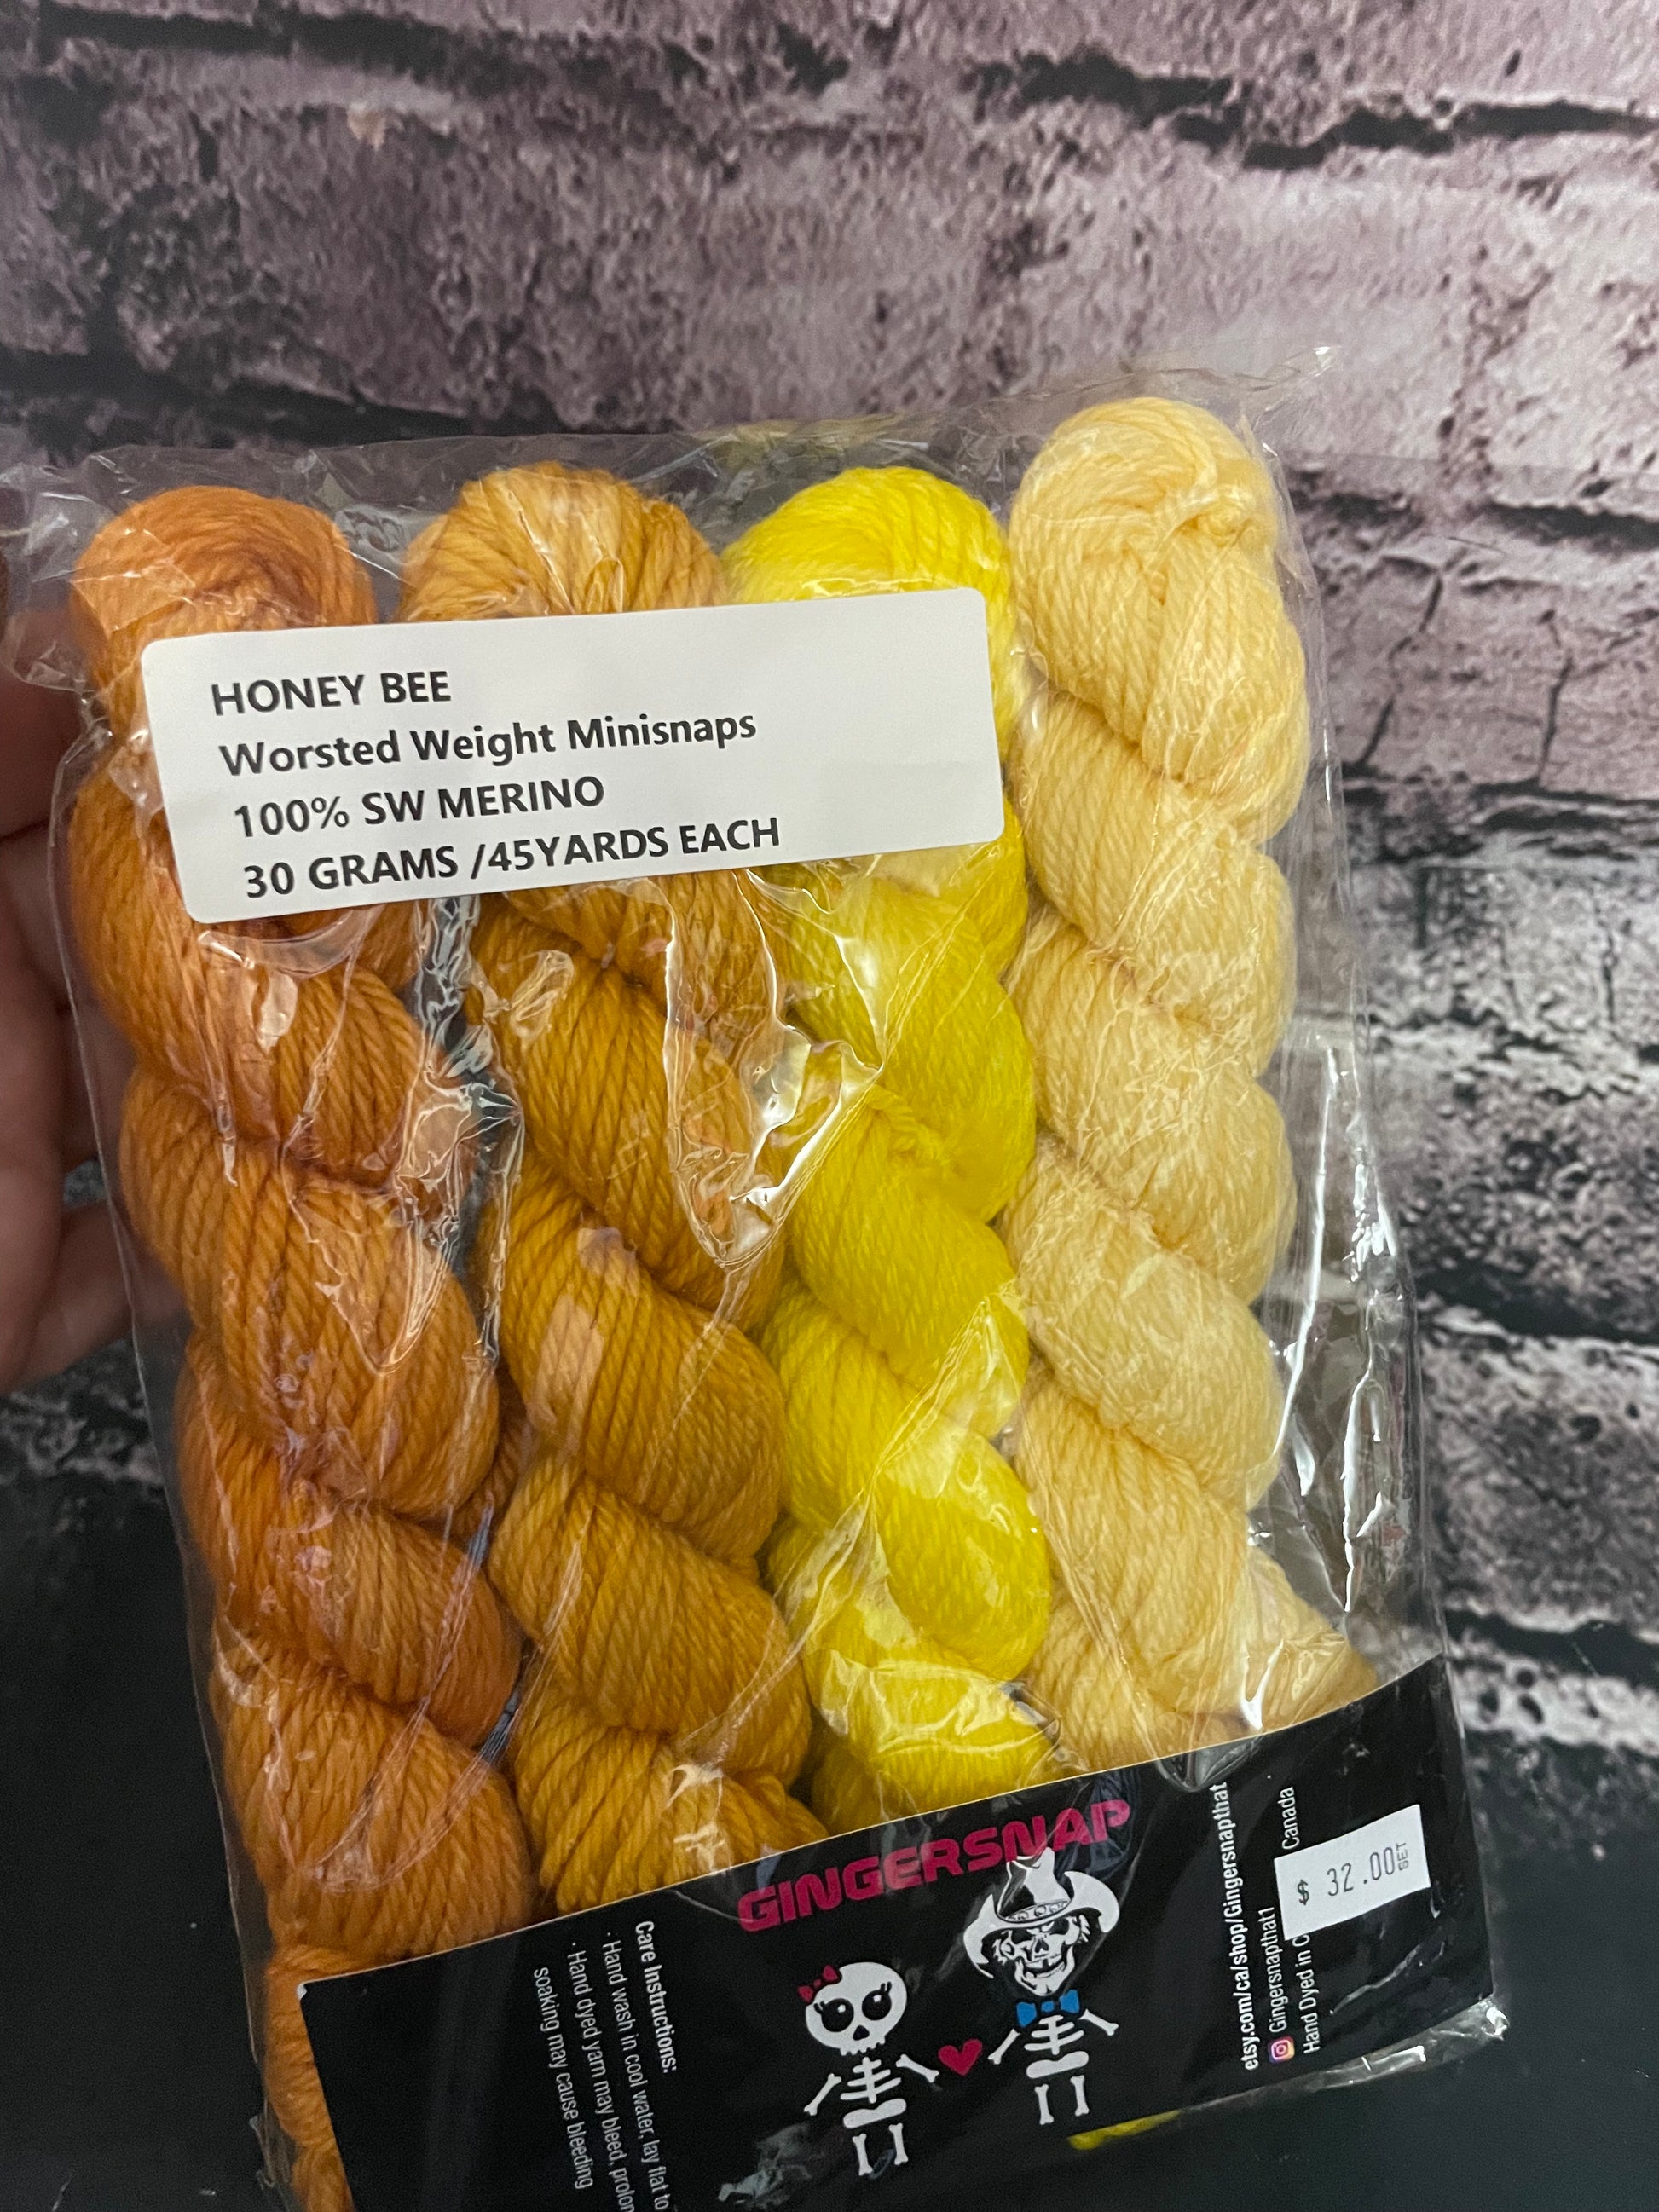 HONEY BEE
Worsted Weight Minisnaps
100% SW MERINO
30 GRAMS /45YARDS EACH
GINGERSNAP
Care Instructions:
· Hand wash in cool water, lay flat to
· Hand dyed yarn may bleed,
soaking may cause bleeding
etsy.com/ca/shop/Gingersnapthat
Gingersnapthat1
Hand Dyed in Canada
$ 32.00 SET